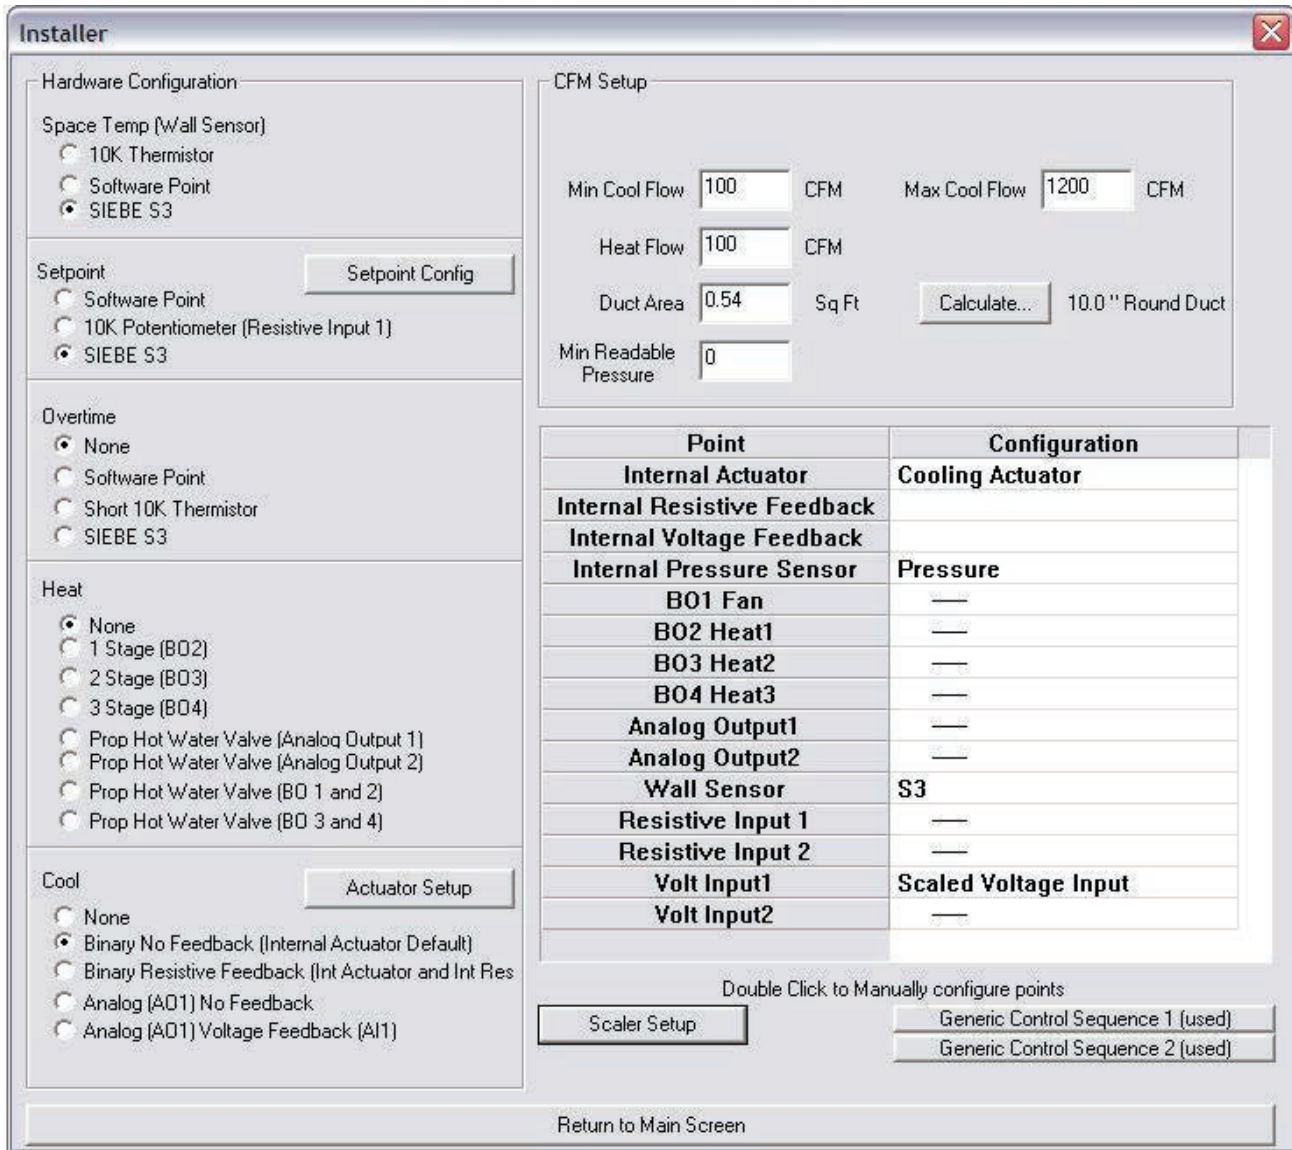 Installer
Hardware Configuration
Space Temp (Wall Sensor)
10K Thermistor
Software Point
SIEBE S3
Setpoint
Setpoint Config
Software Point
10K Potentiometer (Resistive Input 1)
SIEBE S3
Overtime
None
Software Point
Short 10K Thermistor
SIEBE S3
Heat
None
1 Stage (BO2)
2 Stage (BO3)
3 Stage (BO4)
Prop Hot Water Valve (Analog Output 1)
Prop Hot Water Valve (Analog Output 2)
Prop Hot Water Valve (BO 1 and 2)
Prop Hot Water Valve (BO 3 and 4)
Cool
Actuator Setup
None
Binary No Feedback (Internal Actuator Default)
Binary Resistive Feedback (Int Actuator and Int Res
Analog (AO1) No Feedback
Analog (AO1) Voltage Feedback (AI1)
CFM Setup
Min Cool Flow 100 CFM Max Cool Flow 1200 CFM
Heat Flow 100 CFM
Duct Area 0.54 Sq Ft Calculate... 10.0 " Round Duct
Min Readable
Pressure 0
Point Configuration
Internal Actuator Cooling Actuator
Internal Resistive Feedback
Internal Voltage Feedback
Internal Pressure Sensor Pressure
BO1 Fan —
BO2 Heat1 —
BO3 Heat2 —
BO4 Heat3 —
Analog Output1 —
Analog Output2 —
Wall Sensor S3
Resistive Input 1 —
Resistive Input 2 —
Volt Input1 Scaled Voltage Input
Volt Input2 —
Double Click to Manually configure points
Scaler Setup
Generic Control Sequence 1 (used)
Generic Control Sequence 2 (used)
Return to Main Screen